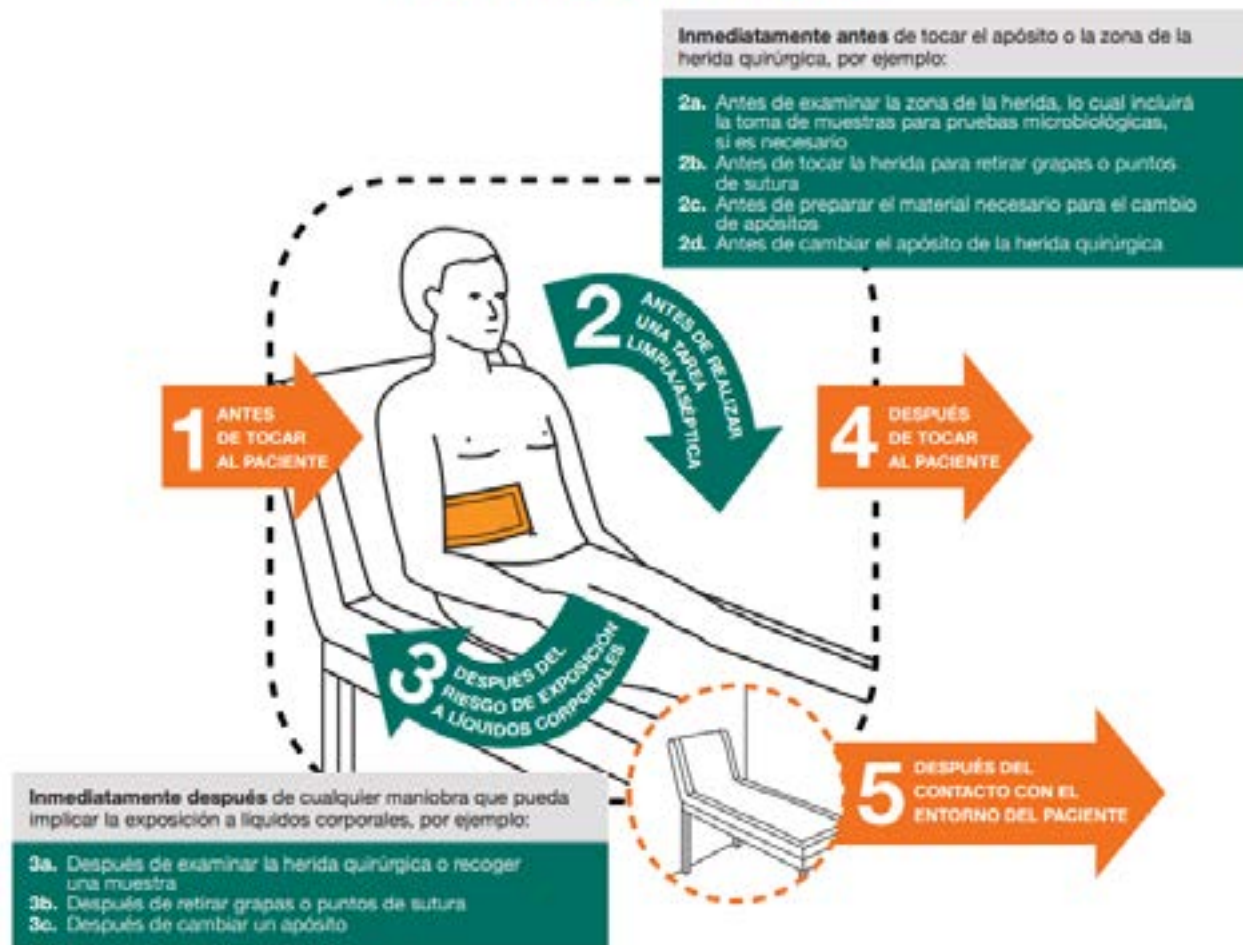 Inmediatamente antes de tocar el apósito o la zona de la
herida quirúrgica, por ejemplo:
2a. Antes de examinar la zona de la herida, lo cual incluirá
la toma de muestras para pruebas microbiológicas,
si es necesario
2b. Antes de tocar la herida para retirar grapas o puntos
de sutura
2c. Antes de preparar el material necesario para el cambio
de apósitos
2d. Antes de cambiar el apósito de la herida quirúrgica
1 ANTES
DE TOCAR
AL PACIENTE
2 ANTES DE REALIZAR
UNA TAREA
LIMPIA/ASÉPTICA
4 DESPUÉS
DE TOCAR
AL PACIENTE
3 DESPUÉS DEL
RIESGO DE EXPOSICIÓN
A LÍQUIDOS CORPORALES
5 DESPUÉS DEL
CONTACTO CON EL
ENTORNO DEL PACIENTE
Inmediatamente después de cualquier maniobra que pueda
implicar la exposición a líquidos corporales, por ejemplo:
3a. Después de examinar la herida quirúrgica o recoger
una muestra
3b. Después de retirar grapas o puntos de sutura
3c. Después de cambiar un apósito